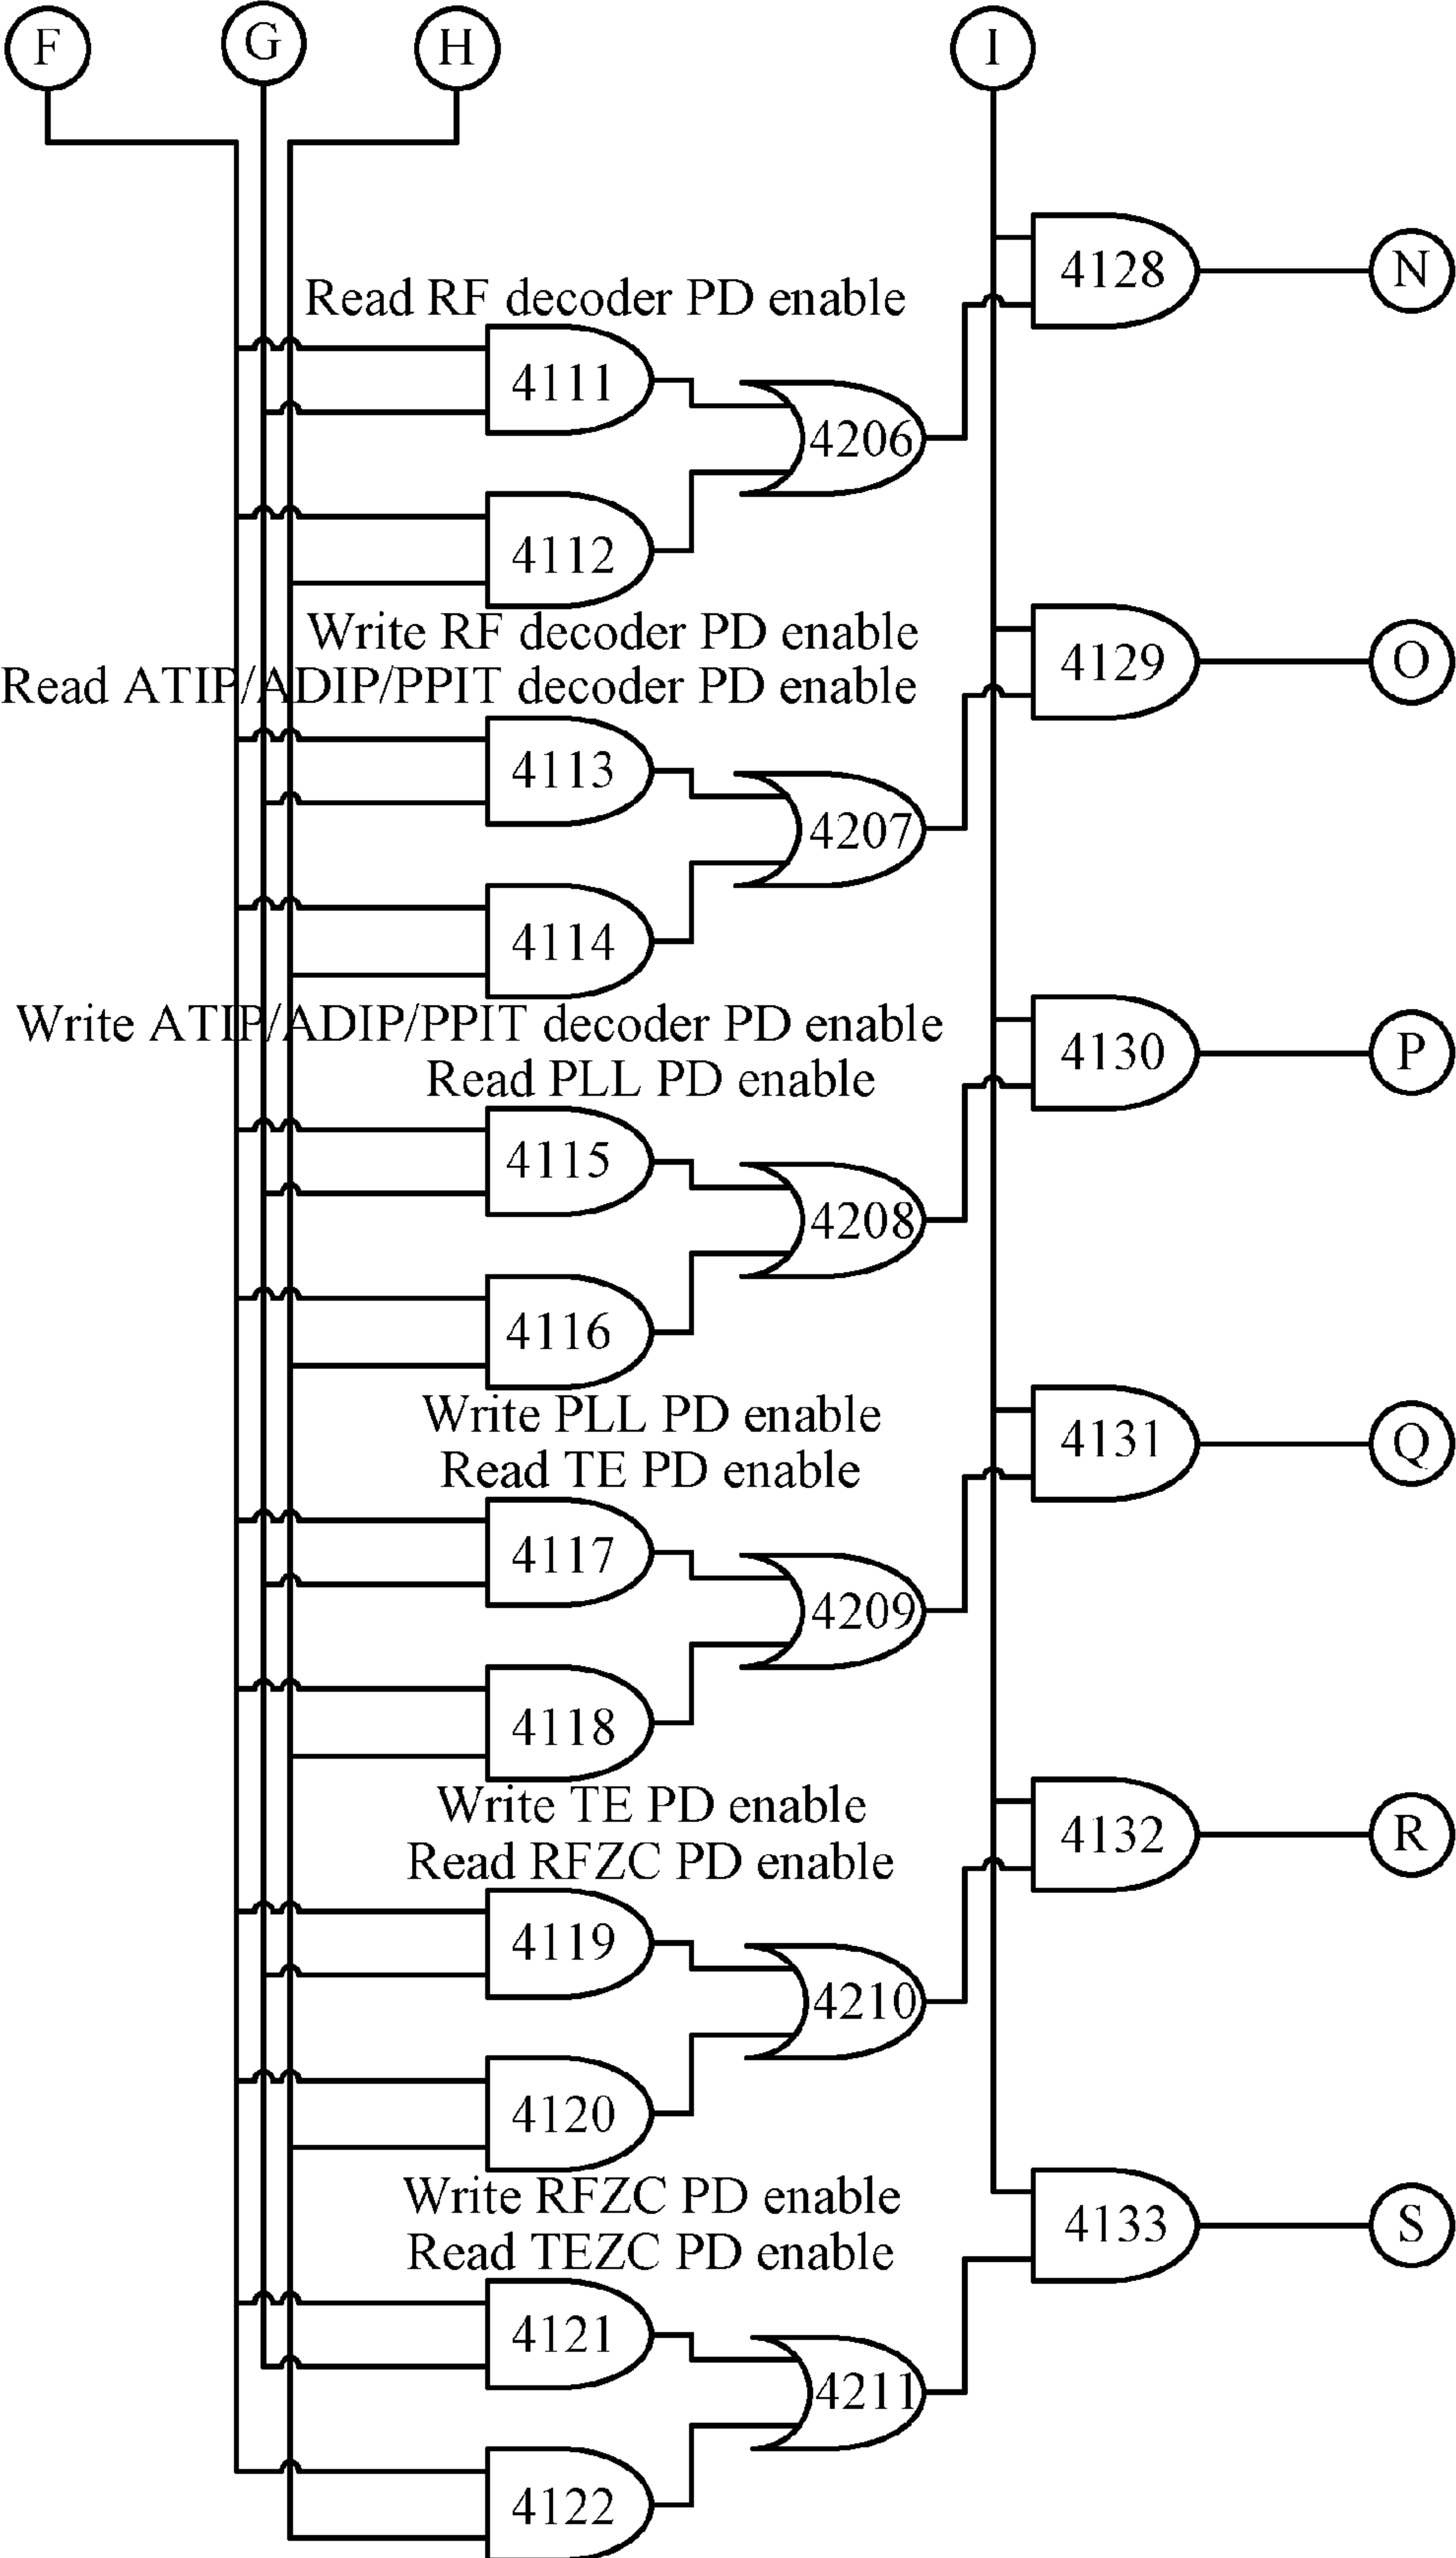 F G H I
4128 N
Read RF decoder PD enable
4111
4206
4112
Write RF decoder PD enable
4129 O
Read ATIP/ADIP/PPIT decoder PD enable
4113
4207
4114
Write ATIP/ADIP/PPIT decoder PD enable
4130 P
Read PLL PD enable
4115
4208
4116
Write PLL PD enable
4131 Q
Read TE PD enable
4117
4209
4118
Write TE PD enable
4132 R
Read RFZC PD enable
4119
4210
4120
Write RFZC PD enable
4133 S
Read TEZC PD enable
4121
4211
4122